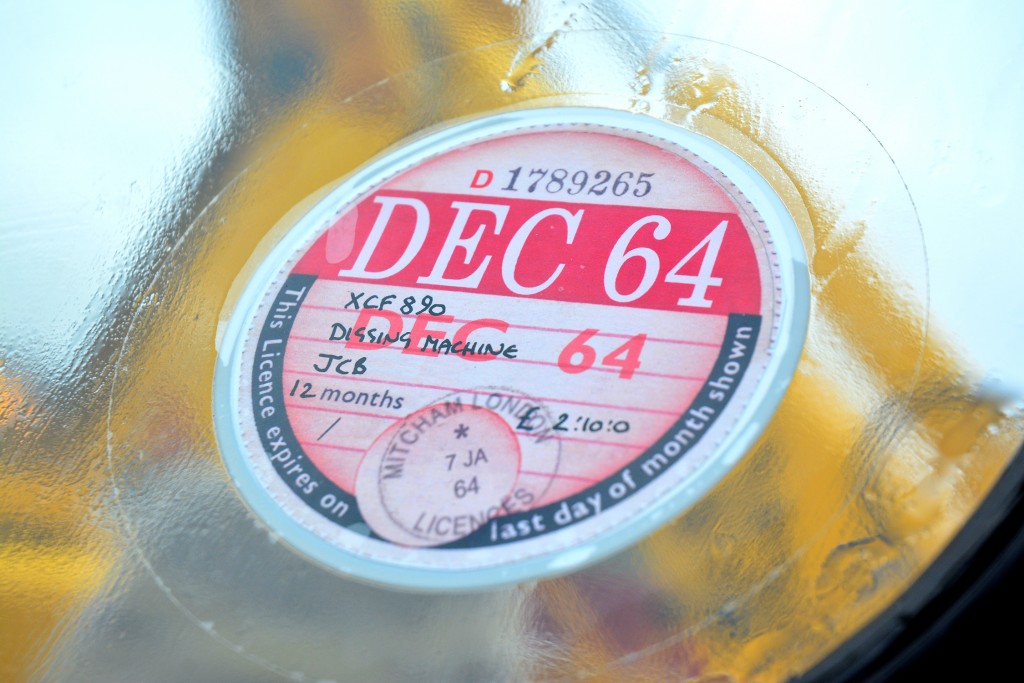 D 1789265
DEC 64
XCF 890
DEC 64
DIGGING MACHINE
JCB
12 months
£ 2:10:0
/
MITCHAM LONDON
*
7 JA
64
LICENCES
This Licence expires on last day of month shown